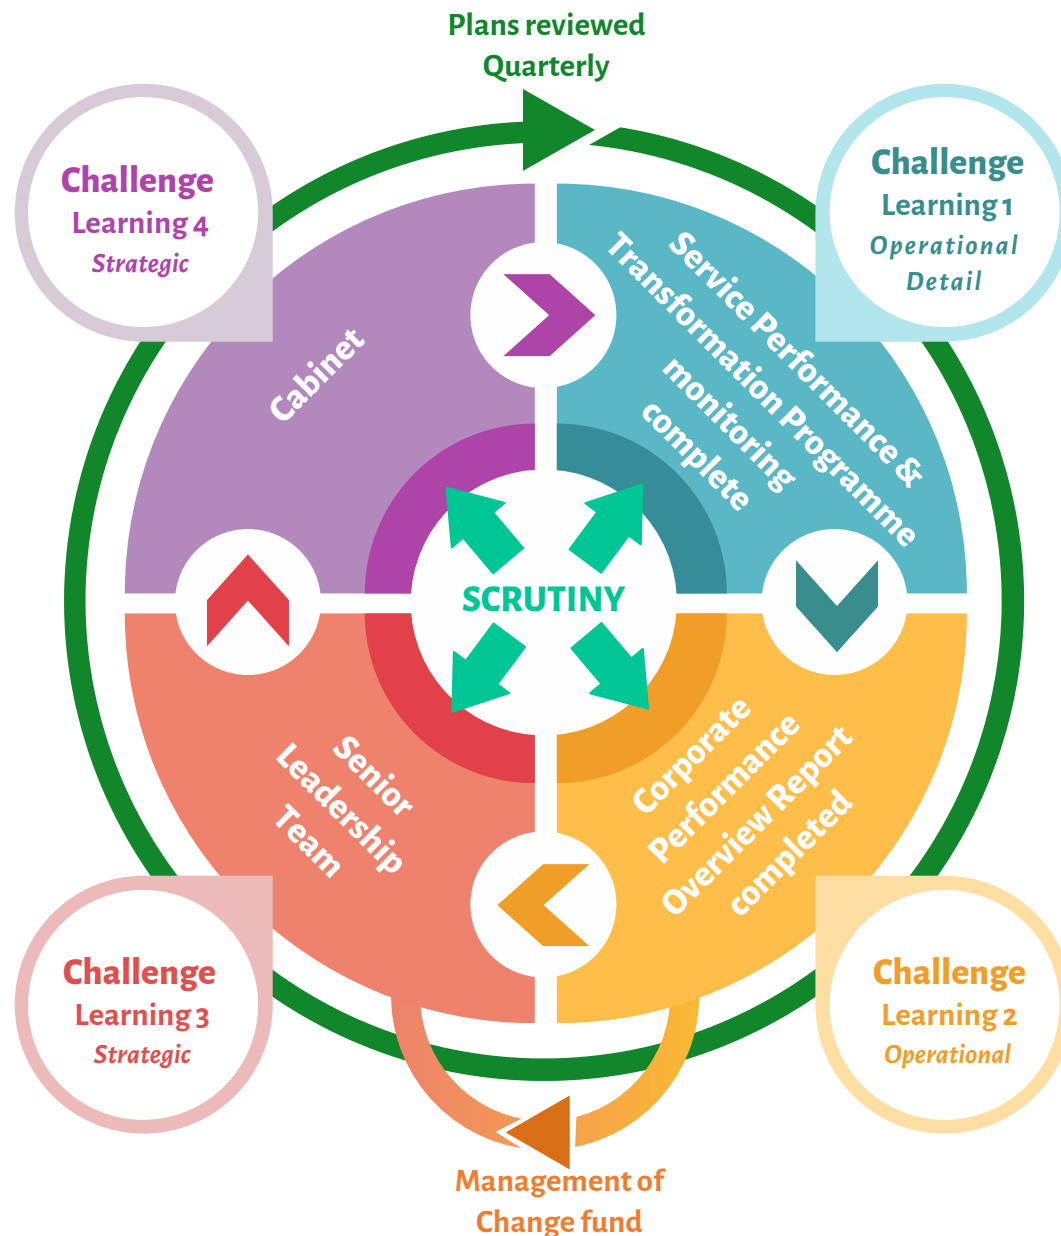 Plans reviewed
Quarterly
Challenge
Learning 4
Strategic
Challenge
Learning 1
Operational
Detail
Cabinet
Service Performance &
Transformation Programme
monitoring
complete
SCRUTINY
Senior
Leadership
Team
Corporate
Performance
Overview Report
completed
Challenge
Learning 3
Strategic
Challenge
Learning 2
Operational
Management of
Change fund